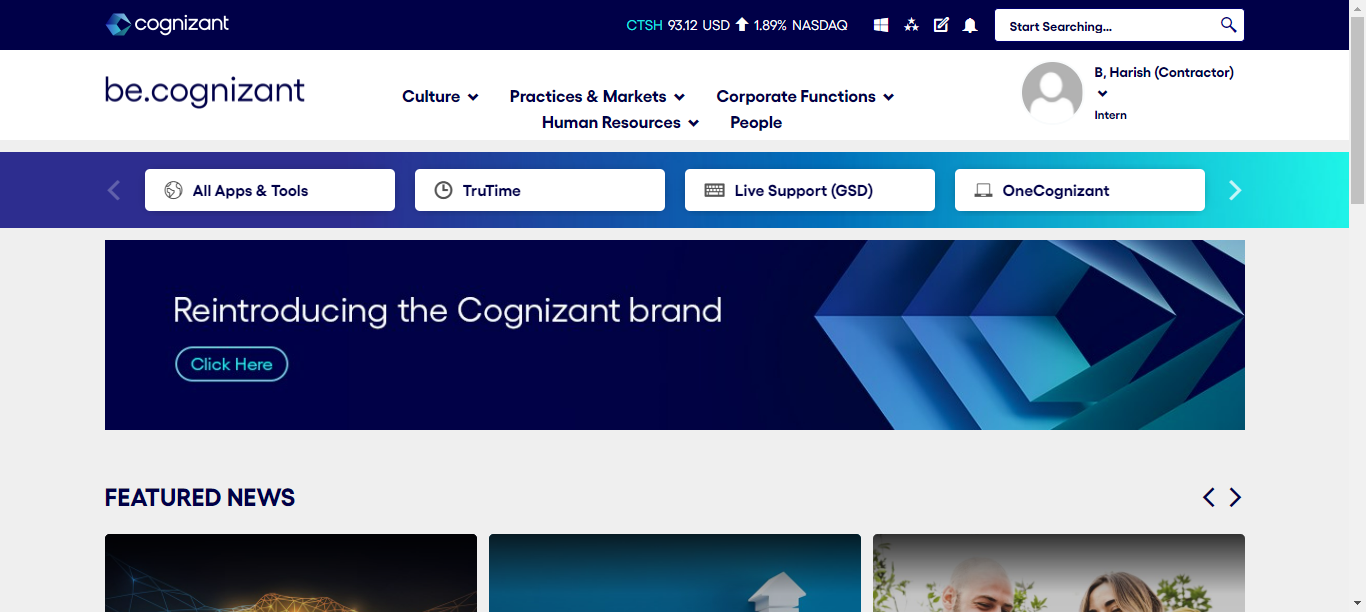 cognizant
CTSH 93.12 USD 1.89% NASDAQ
Start Searching...
be.cognizant
Culture
Practices & Markets
Corporate Functions
Human Resources
People
B, Harish (Contractor)
Intern
All Apps & Tools
TruTime
Live Support (GSD)
OneCognizant
Reintroducing the Cognizant brand
Click Here
FEATURED NEWS